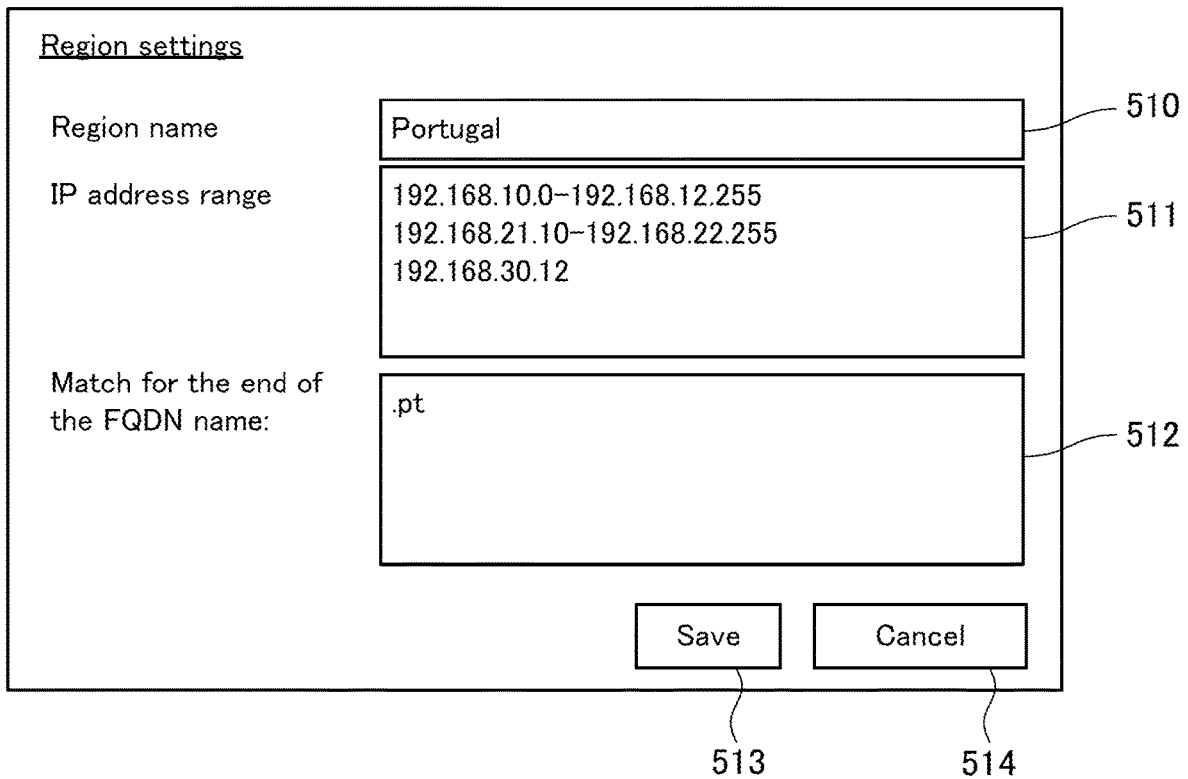 Region settings
Region name
Portugal
510
IP address range
192.168.10.0-192.168.12.255
192.168.21.10-192.168.22.255
192.168.30.12
511
Match for the end of
the FQDN name:
.pt
512
Save
Cancel
513
514